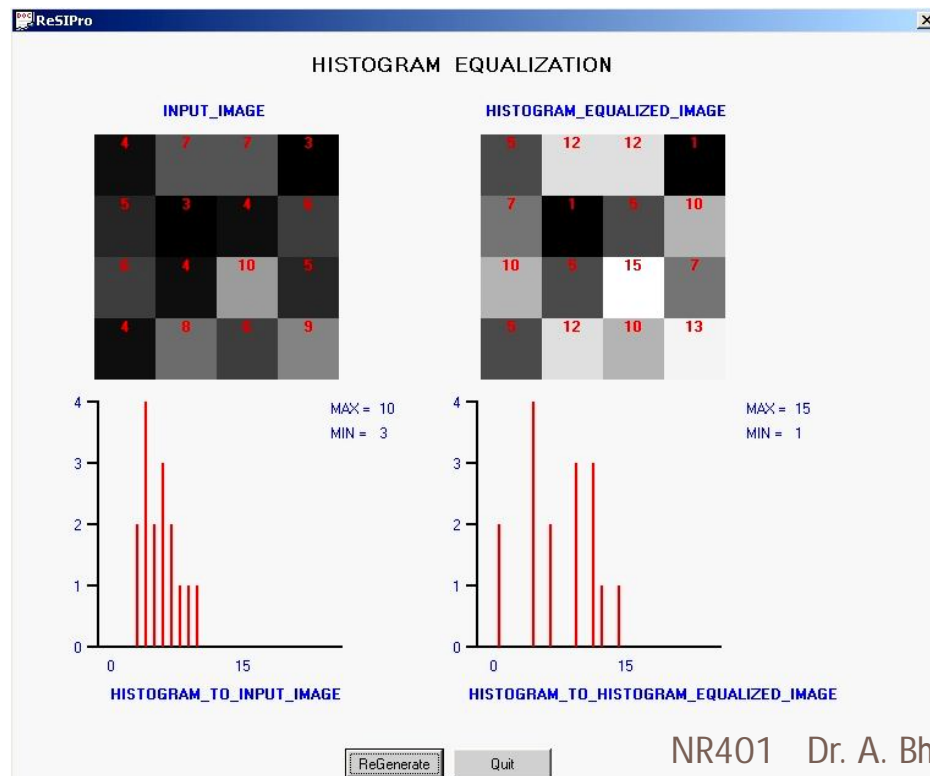 ReSIPro
HISTOGRAM EQUALIZATION
INPUT_IMAGE HISTOGRAM_EQUALIZED_IMAGE
4 7 7 3 5 12 12 1
5 3 4 6 7 1 5 10
6 4 10 5 10 5 15 7
4 8 6 9 5 12 10 13
4 MAX = 10 4 MAX = 15
MIN = 3 MIN = 1
3 3
2 2
1 1
0 0
0 15 0 15
HISTOGRAM_TO_INPUT_IMAGE HISTOGRAM_TO_HISTOGRAM_EQUALIZED_IMAGE
ReGenerate Quit NR401 Dr. A. Bh